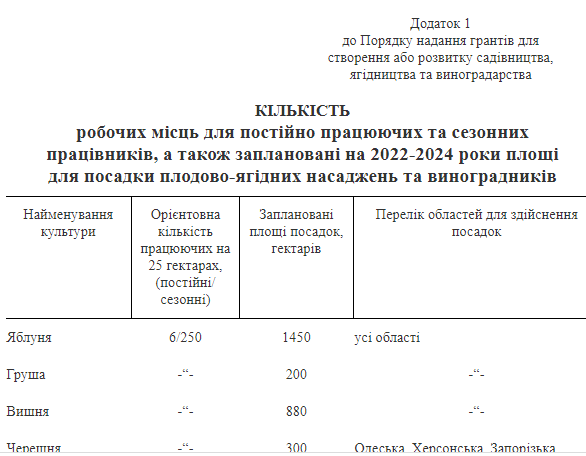 Додаток 1
до Порядку надання грантів для
створення або розвитку садівництва,
ягідництва та виноградарства
КІЛЬКІСТЬ
робочих місць для постійно працюючих та сезонних
працівників, а також заплановані на 2022-2024 роки площі
для посадки плодово-ягідних насаджень та виноградників
Найменування культури
Орієнтовна кількість працюючих на 25 гектарах, (постійні/ сезонні)
Заплановані площі посадок, гектарів
Перелік областей для здійснення посадок
Яблуня 6/250 1450 усі області
Груша -“- 200 -“-
Вишня -“- 880 -“-
Черешня -“- 300 Одеська, Херсонська, Запорізька,